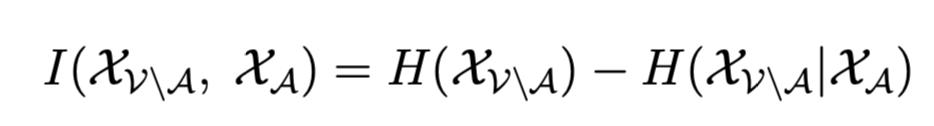 I(𝒳_{𝒱\𝒜}, 𝒳_𝒜) = H(𝒳_{𝒱\𝒜}) − H(𝒳_{𝒱\𝒜}|𝒳_𝒜)